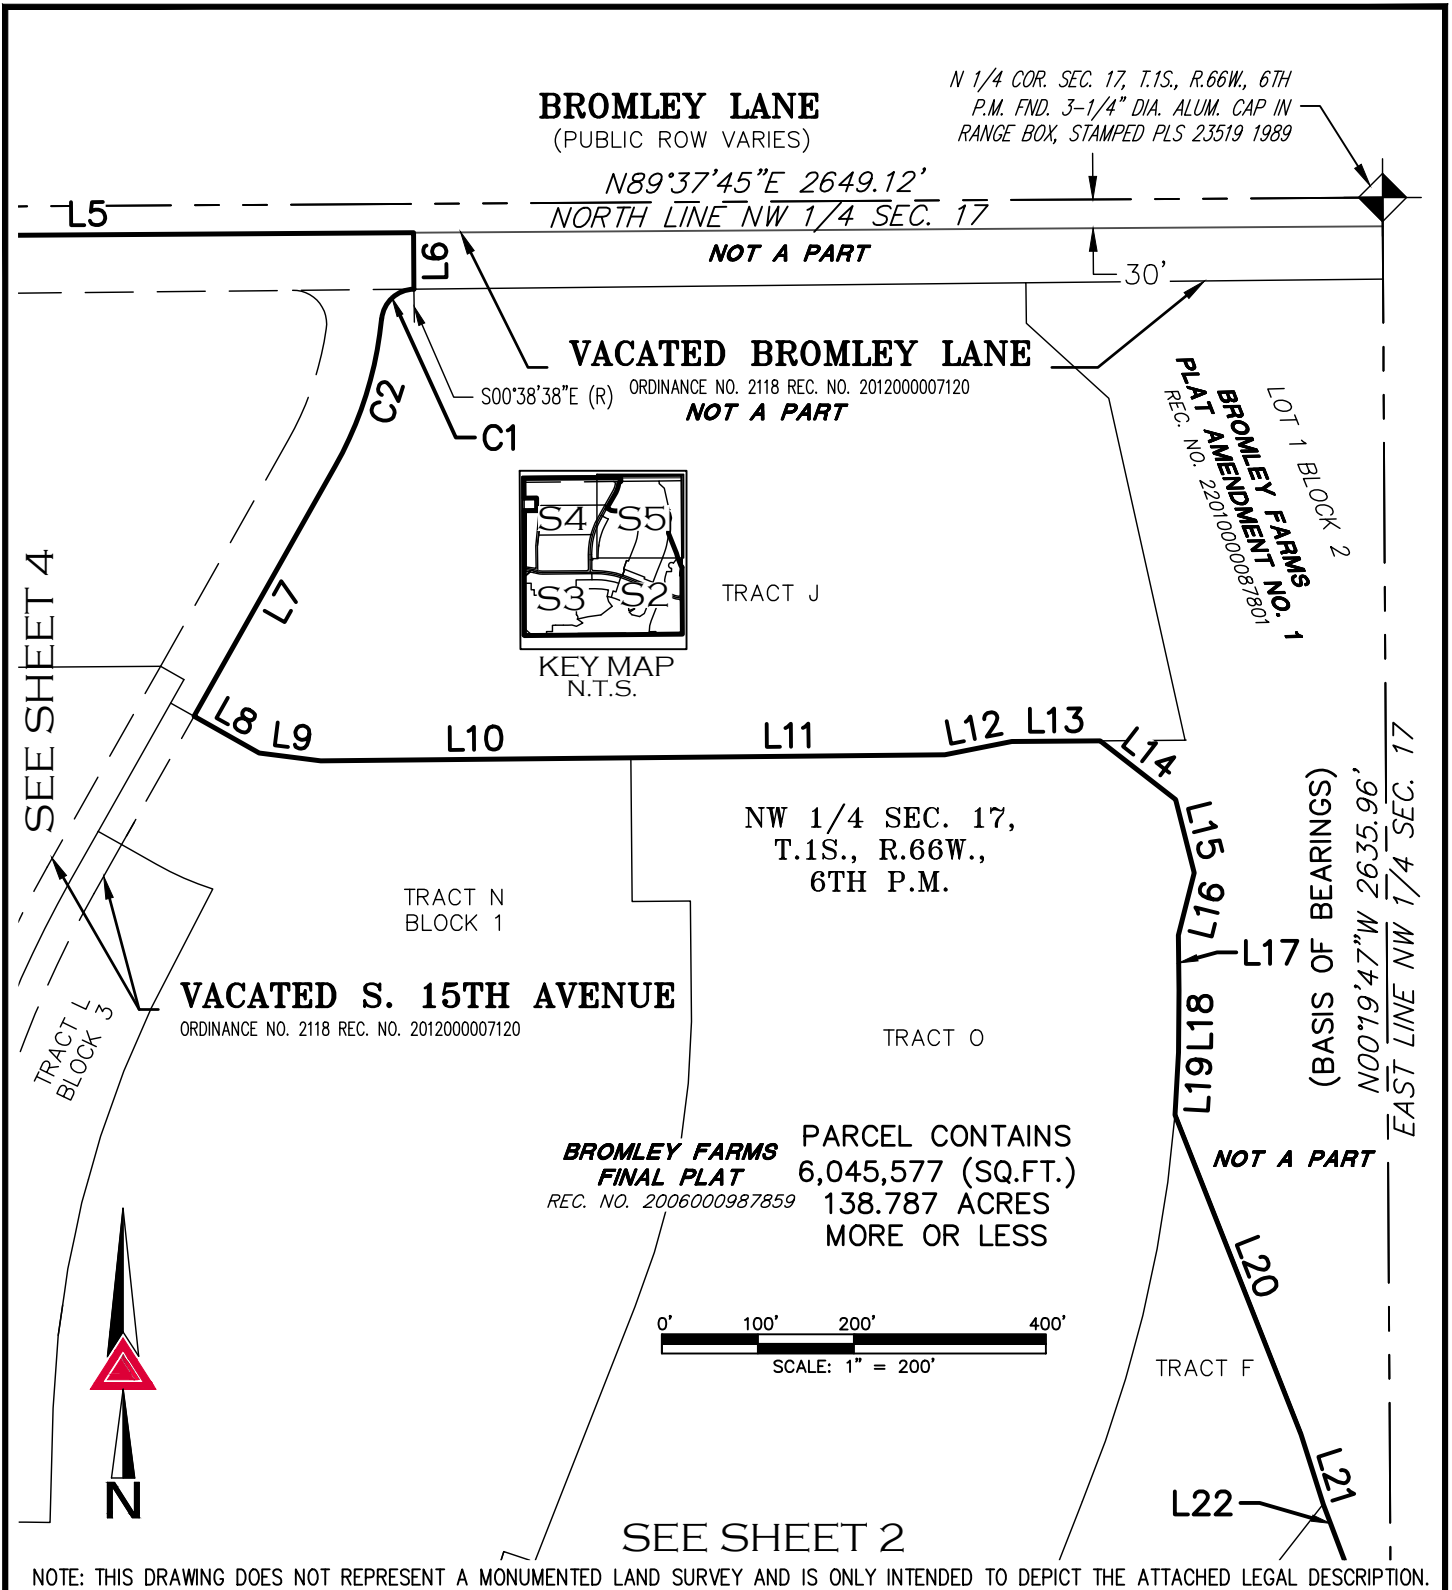 N 1/4 COR. SEC. 17, T.1S., R.66W., 6TH
P.M. FND. 3-1/4" DIA. ALUM. CAP IN
RANGE BOX, STAMPED PLS 23519 1989
BROMLEY LANE
(PUBLIC ROW VARIES)
N89°37'45"E 2649.12'
NORTH LINE NW 1/4 SEC. 17
L5
NOT A PART
L6
30'
VACATED BROMLEY LANE
ORDINANCE NO. 2118 REC. NO. 2012000007120
NOT A PART
S00°38'38"E (R)
C2
C1
LOT 1 BLOCK 2
BROMLEY FARMS
PLAT AMENDMENT NO. 1
REC. NO. 2201000087801
S4
S5
S3
S2
KEY MAP
N.T.S.
TRACT J
L7
SEE SHEET 4
L8
L9
L10
L11
L12
L13
L14
L15
L16
L17
L18
L19
NW 1/4 SEC. 17,
T.1S., R.66W.,
6TH P.M.
(BASIS OF BEARINGS)
N00°19'47"W 2635.96'
EAST LINE NW 1/4 SEC. 17
TRACT N
BLOCK 1
VACATED S. 15TH AVENUE
ORDINANCE NO. 2118 REC. NO. 2012000007120
TRACT L
BLOCK 3
TRACT O
BROMLEY FARMS
FINAL PLAT
REC. NO. 2006000987859
PARCEL CONTAINS
6,045,577 (SQ.FT.)
138.787 ACRES
MORE OR LESS
NOT A PART
L20
0' 100' 200' 400'
SCALE: 1" = 200'
TRACT F
L21
L22
N
SEE SHEET 2
NOTE: THIS DRAWING DOES NOT REPRESENT A MONUMENTED LAND SURVEY AND IS ONLY INTENDED TO DEPICT THE ATTACHED LEGAL DESCRIPTION.